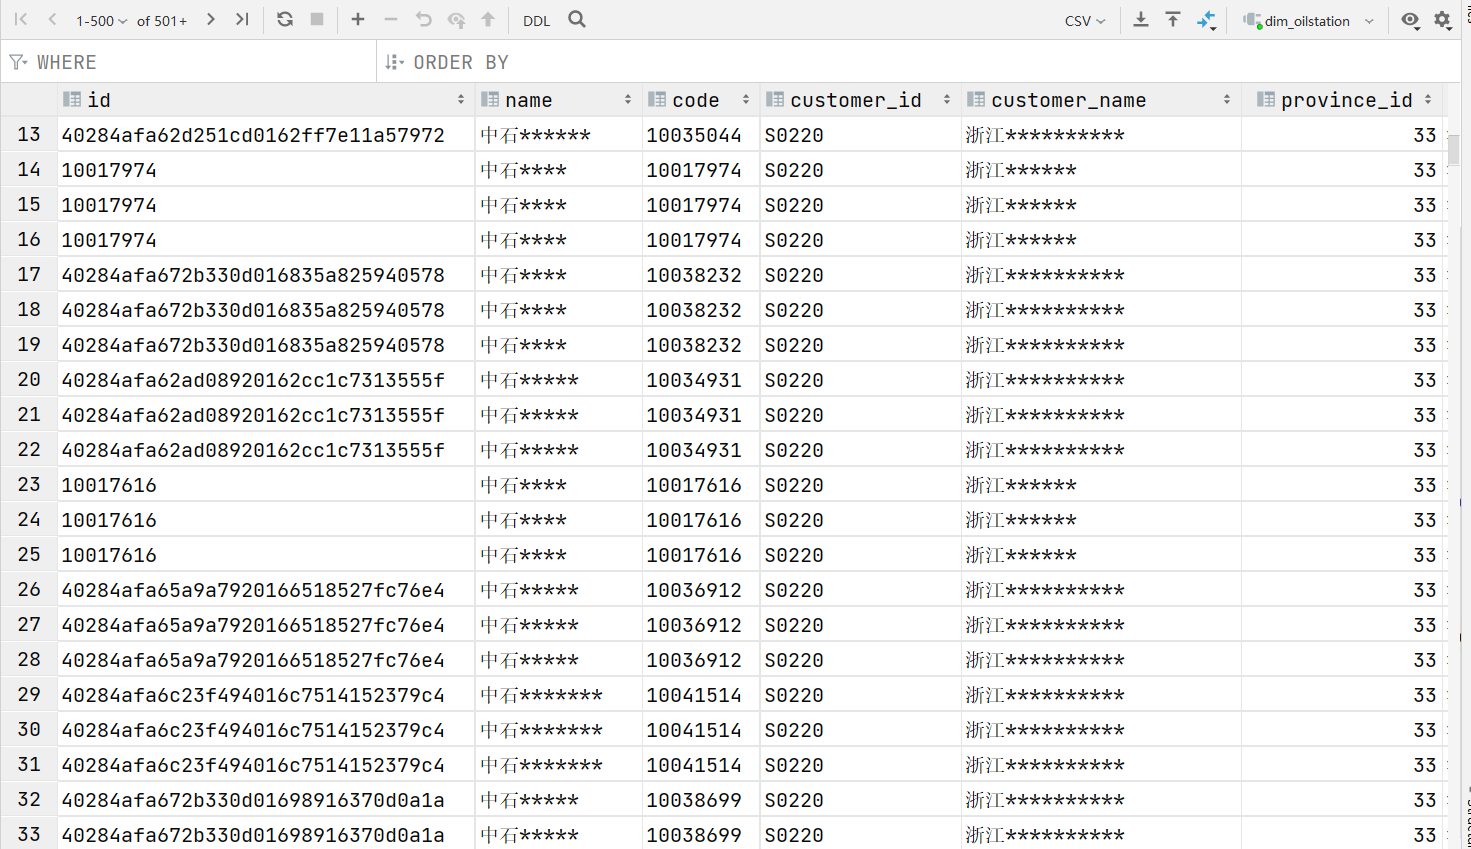 1-500 of 501+ DDL CSV dim_oilstation
WHERE ORDER BY
id name code customer_id customer_name province_id
13 40284afa62d251cd0162ff7e11a57972 中石****** 10035044 S0220 浙江********** 33
14 10017974 中石**** 10017974 S0220 浙江****** 33
15 10017974 中石**** 10017974 S0220 浙江****** 33
16 10017974 中石**** 10017974 S0220 浙江****** 33
17 40284afa672b330d016835a825940578 中石**** 10038232 S0220 浙江********** 33
18 40284afa672b330d016835a825940578 中石**** 10038232 S0220 浙江********** 33
19 40284afa672b330d016835a825940578 中石**** 10038232 S0220 浙江********** 33
20 40284afa62ad08920162cc1c7313555f 中石***** 10034931 S0220 浙江********** 33
21 40284afa62ad08920162cc1c7313555f 中石***** 10034931 S0220 浙江********** 33
22 40284afa62ad08920162cc1c7313555f 中石***** 10034931 S0220 浙江********** 33
23 10017616 中石**** 10017616 S0220 浙江****** 33
24 10017616 中石**** 10017616 S0220 浙江****** 33
25 10017616 中石**** 10017616 S0220 浙江****** 33
26 40284afa65a9a7920166518527fc76e4 中石***** 10036912 S0220 浙江********** 33
27 40284afa65a9a7920166518527fc76e4 中石***** 10036912 S0220 浙江********** 33
28 40284afa65a9a7920166518527fc76e4 中石***** 10036912 S0220 浙江********** 33
29 40284afa6c23f494016c7514152379c4 中石******* 10041514 S0220 浙江********** 33
30 40284afa6c23f494016c7514152379c4 中石******* 10041514 S0220 浙江********** 33
31 40284afa6c23f494016c7514152379c4 中石******* 10041514 S0220 浙江********** 33
32 40284afa672b330d01698916370d0a1a 中石***** 10038699 S0220 浙江********** 33
33 40284afa672b330d01698916370d0a1a 中石***** 10038699 S0220 浙江********** 33